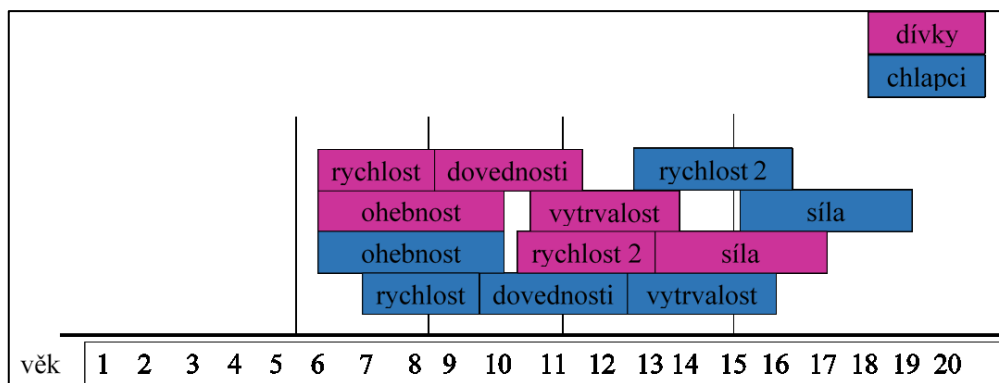 dívky
chlapci
rychlost dovednosti rychlost 2
ohebnost vytrvalost síla
ohebnost rychlost 2 síla
rychlost dovednosti vytrvalost
věk 1 2 3 4 5 6 7 8 9 10 11 12 13 14 15 16 17 18 19 20